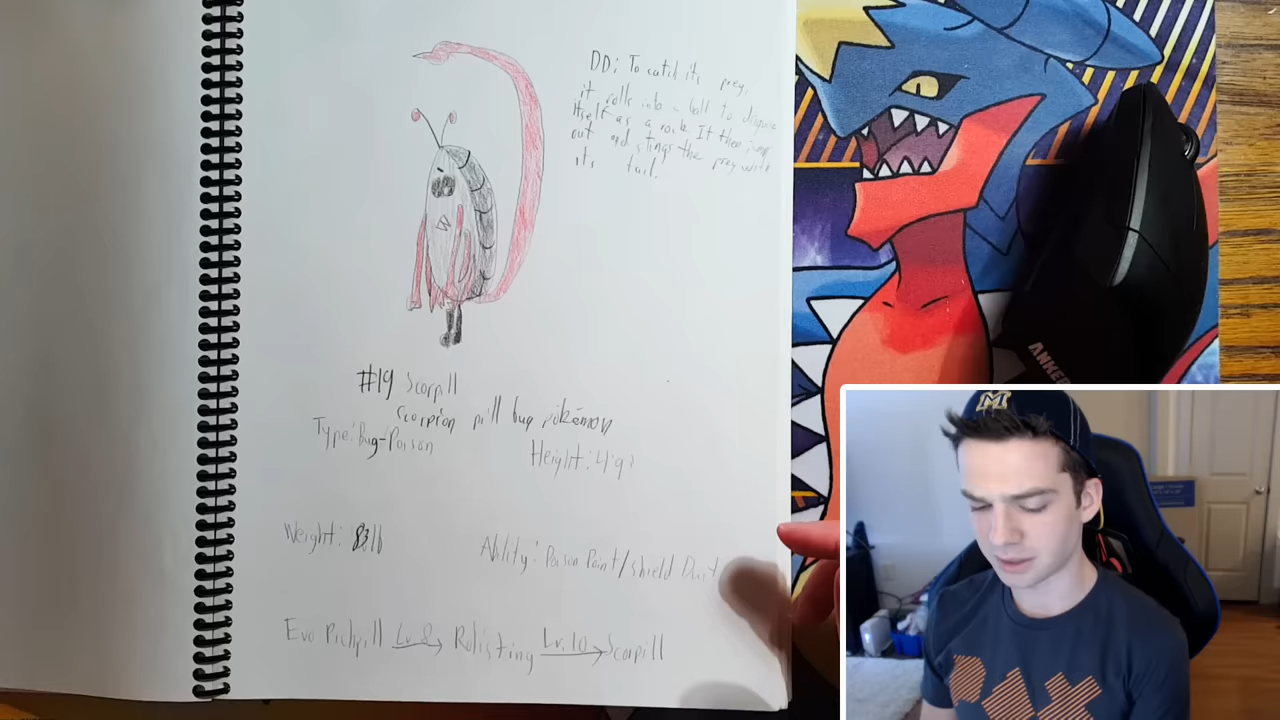 DD: To catch its prey,
it rolls into a ball to disguise
itself as a rock. It then jumps
out and stings the prey with
its tail.
#19 Scorpill
Scorpion pill bug pokémon
Type: Bug-Poison
Height: 4'9"
Weight: 83lb
Ability: Poison Point/Shield Dust
Evo Pichpill Lv. 8 → Rolisting Lv. 10 → Scorpill
ANKER
M
PAX